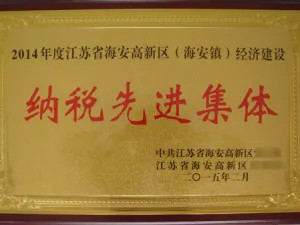 2014年度江苏省海安高新区（海安镇）经济建设
纳税先进集体
中共江苏省海安高新区
江苏省海安高新区
二〇一五年二月